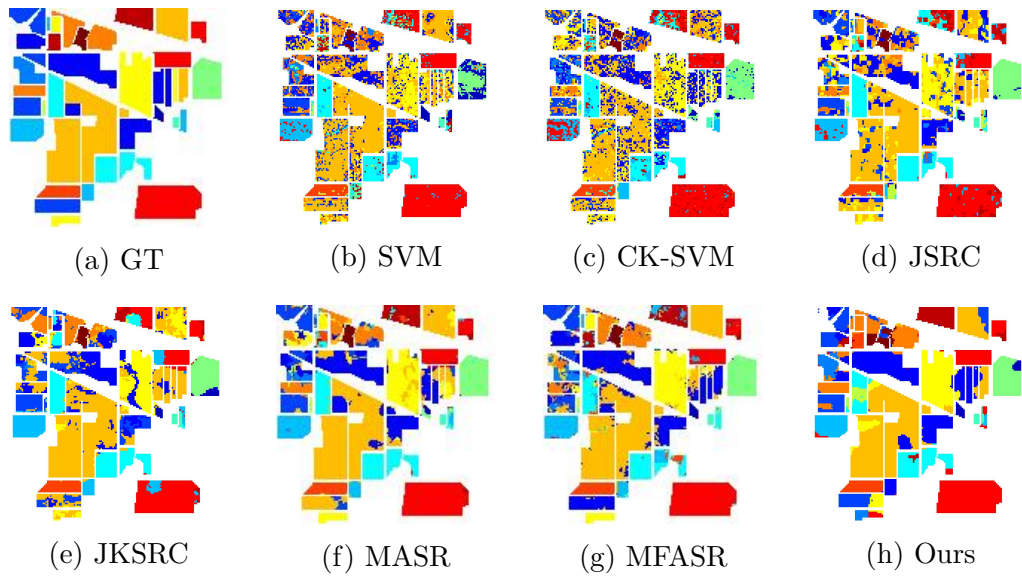 (a) GT
(b) SVM
(c) CK-SVM
(d) JSRC
(e) JKSRC
(f) MASR
(g) MFASR
(h) Ours